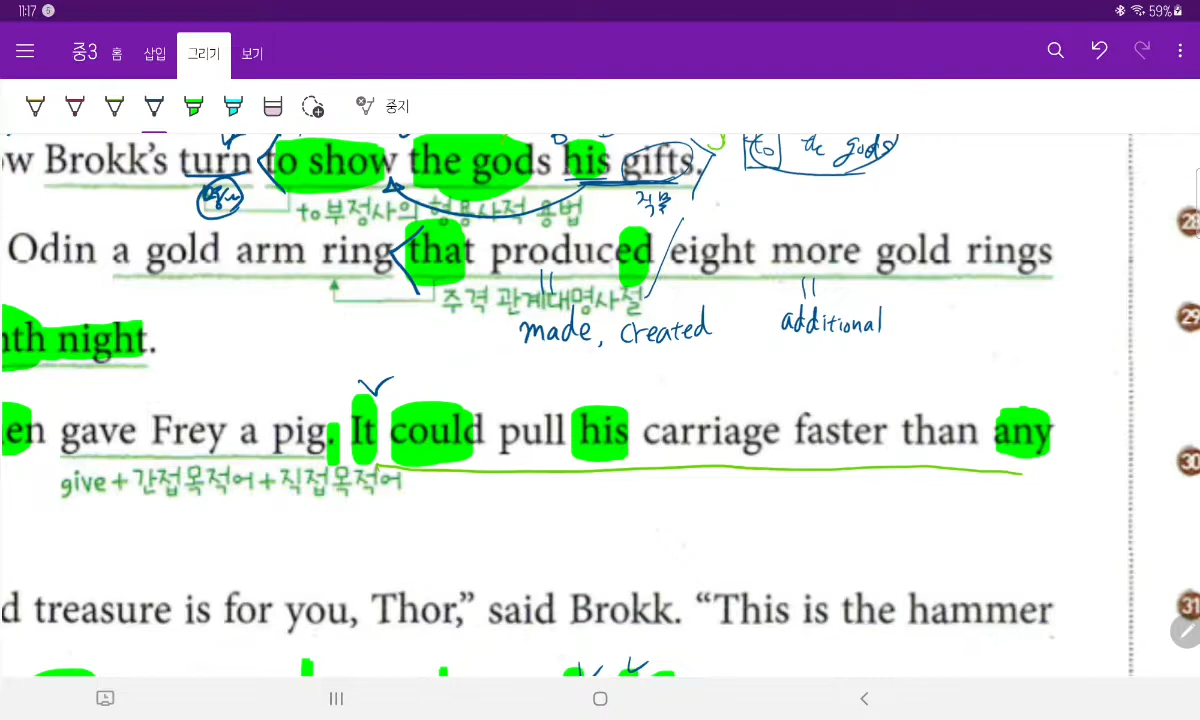 11:17 5 59%
중3 홈 삽입 그리기 보기
중지
w Brokk's turn to show the gods his gifts. to the gods
to부정사의 형용사적 용법 직목
Odin a gold arm ring that produced eight more gold rings 28
주격 관계대명사절
made, created additional 29
nth night.
en gave Frey a pig. It could pull his carriage faster than any
give+간접목적어+직접목적어 30
d treasure is for you, Thor," said Brokk. "This is the hammer 31